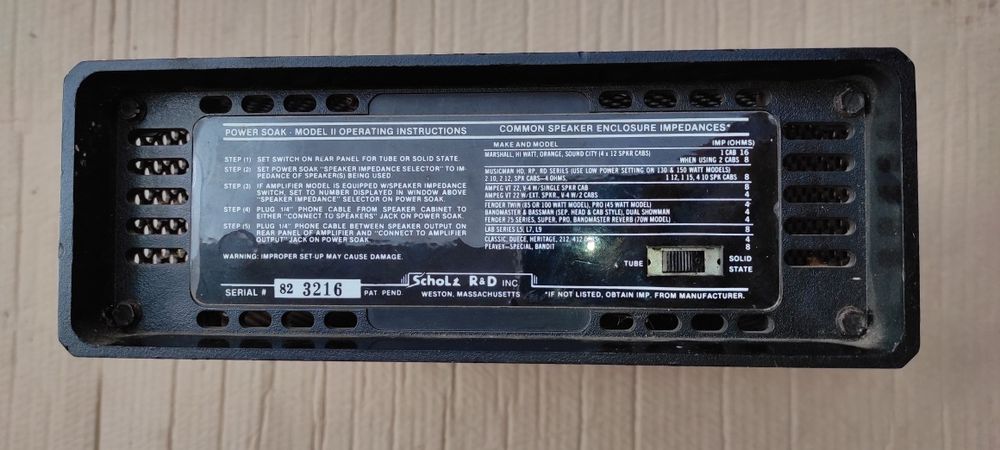 POWER SOAK - MODEL II OPERATING INSTRUCTIONS
STEP (1) SET SWITCH ON REAR PANEL FOR TUBE OR SOLID STATE.
STEP (2) SET POWER SOAK "SPEAKER IMPEDANCE SELECTOR" TO IM-
PEDANCE OF SPEAKER(S) BEING USED
STEP (3) IF AMPLIFIER MODEL IS EQUIPPED W/SPEAKER IMPEDANCE
SWITCH, SET TO NUMBER DISPLAYED IN WINDOW ABOVE
"SPEAKER IMPEDANCE" SELECTOR ON POWER SOAK.
STEP (4) PLUG 1/4" PHONE CABLE FROM SPEAKER CABINET TO
EITHER "CONNECT TO SPEAKERS" JACK ON POWER SOAK.
STEP (5) PLUG 1/4" PHONE CABLE BETWEEN SPEAKER OUTPUT ON
REAR PANEL OF AMPLIFIER AND "CONNECT TO AMPLIFIER
OUTPUT" JACK ON POWER SOAK.
WARNING: IMPROPER SET-UP MAY CAUSE DAMAGE.
COMMON SPEAKER ENCLOSURE IMPEDANCES*
MAKE AND MODEL IMP (OHMS)
MARSHALL, HI WATT, ORANGE, SOUND CITY (4 x 12 SPKR CABS) 1 CAB 16
WHEN USING 2 CABS 8
MUSICMAN HD, RP, RD SERIES (USE LOW POWER SETTING ON 130 & 150 WATT MODELS)
2 10, 2 12, SPK CABS—4 OHMS, 1 12, 1 15, 4 10 SPK CABS 8
AMPEG VT 22, V-4 W/SINGLE SPKR CAB 8
AMPEG VT 22 W/EXT. SPKR., V-4 W/2 CABS 4
FENDER TWIN (85 OR 100 WATT MODEL), PRO (45 WATT MODEL) 4
BANDMASTER & BASSMAN (SEP. HEAD & CAB STYLE), DUAL SHOWMAN 4
FENDER 75 SERIES, SUPER, PRO, BANDMASTER REVERB (70W MODEL) 8
LAB SERIES L5, L7, L9 8
CLASSIC, DUECE, HERITAGE, 212, 412 4
PEAVEY—SPECIAL, BANDIT 8
TUBE SOLID
STATE
SERIAL # 82 3216 PAT PEND.
SchoLz R&D INC
WESTON, MASSACHUSETTS
*IF NOT LISTED, OBTAIN IMP. FROM MANUFACTURER.